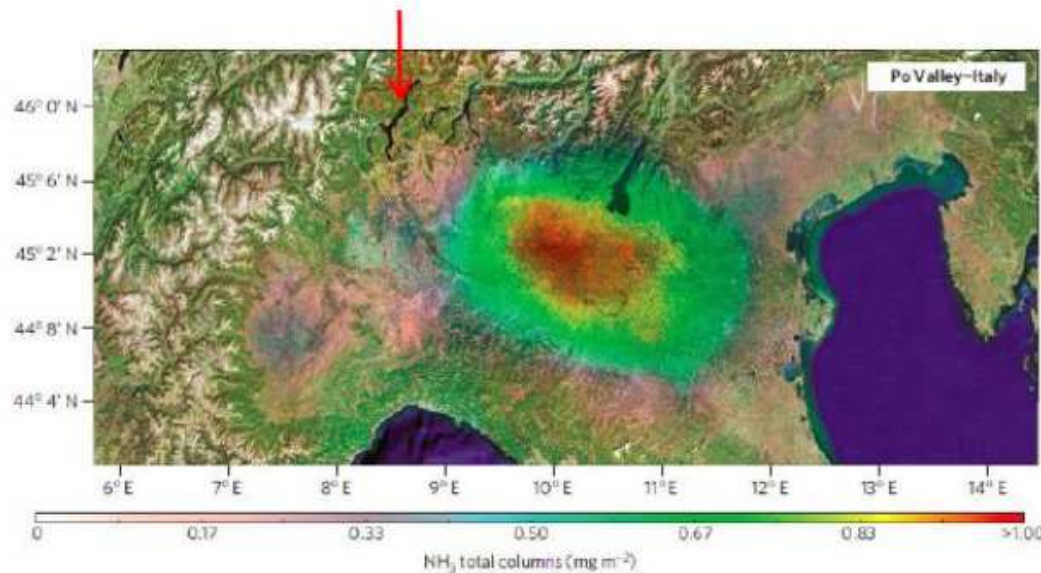 Po Valley–Italy
46° 0' N
45° 6' N
45° 2' N
44° 8' N
44° 4' N
6° E 7° E 8° E 9° E 10° E 11° E 12° E 13° E 14° E
0 0.17 0.33 0.50 0.67 0.83 >1.00
NH₃ total columns (mg m⁻²)